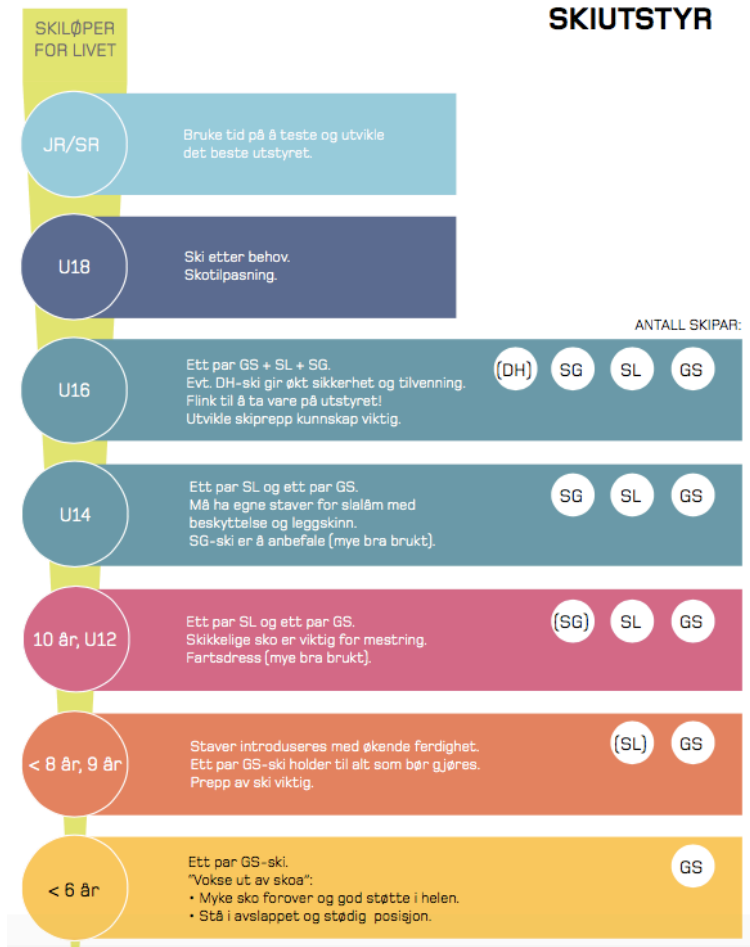 SKIUTSTYR
SKILØPER
FOR LIVET
JR/SR
Bruke tid på å teste og utvikle
det beste utstyret.
U18
Ski etter behov.
Skotilpasning.
ANTALL SKIPAR:
U16
Ett par GS + SL + SG.
Evt. DH-ski gir økt sikkerhet og tilvenning.
Flink til å ta vare på utstyret!
Utvikle skiprepp kunnskap viktig.
(DH) SG SL GS
U14
Ett par SL og ett par GS.
Må ha egne staver for slalåm med
beskyttelse og leggskinn.
SG-ski er å anbefale (mye bra brukt).
SG SL GS
10 år, U12
Ett par SL og ett par GS.
Skikkelige sko er viktig for mestring.
Fartsdress (mye bra brukt).
(SG) SL GS
< 8 år, 9 år
Staver introduseres med økende ferdighet.
Ett par GS-ski holder til alt som bør gjøres.
Prepp av ski viktig.
(SL) GS
< 6 år
Ett par GS-ski.
"Vokse ut av skoa":
• Myke sko forover og god støtte i helen.
• Stå i avslappet og stødig posisjon.
GS